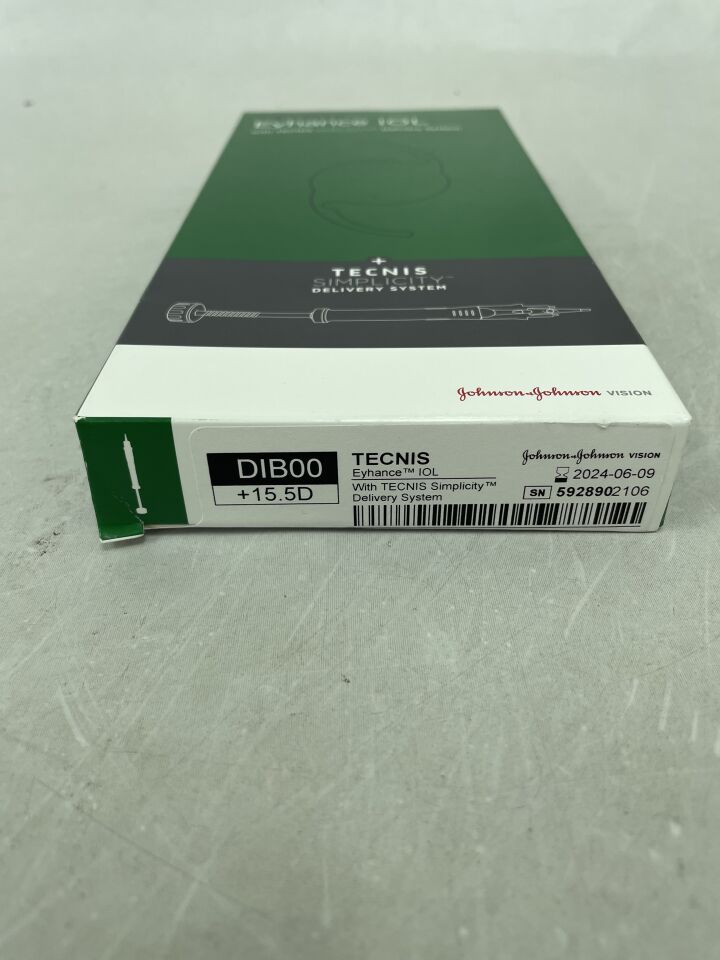 Eyhance IOL
+
TECNIS
SIMPLICITY™
DELIVERY SYSTEM
Johnson & Johnson VISION
DIB00
+15.5D
TECNIS
Eyhance™ IOL
With TECNIS Simplicity™
Delivery System
Johnson & Johnson VISION
2024-06-09
SN 5928902106